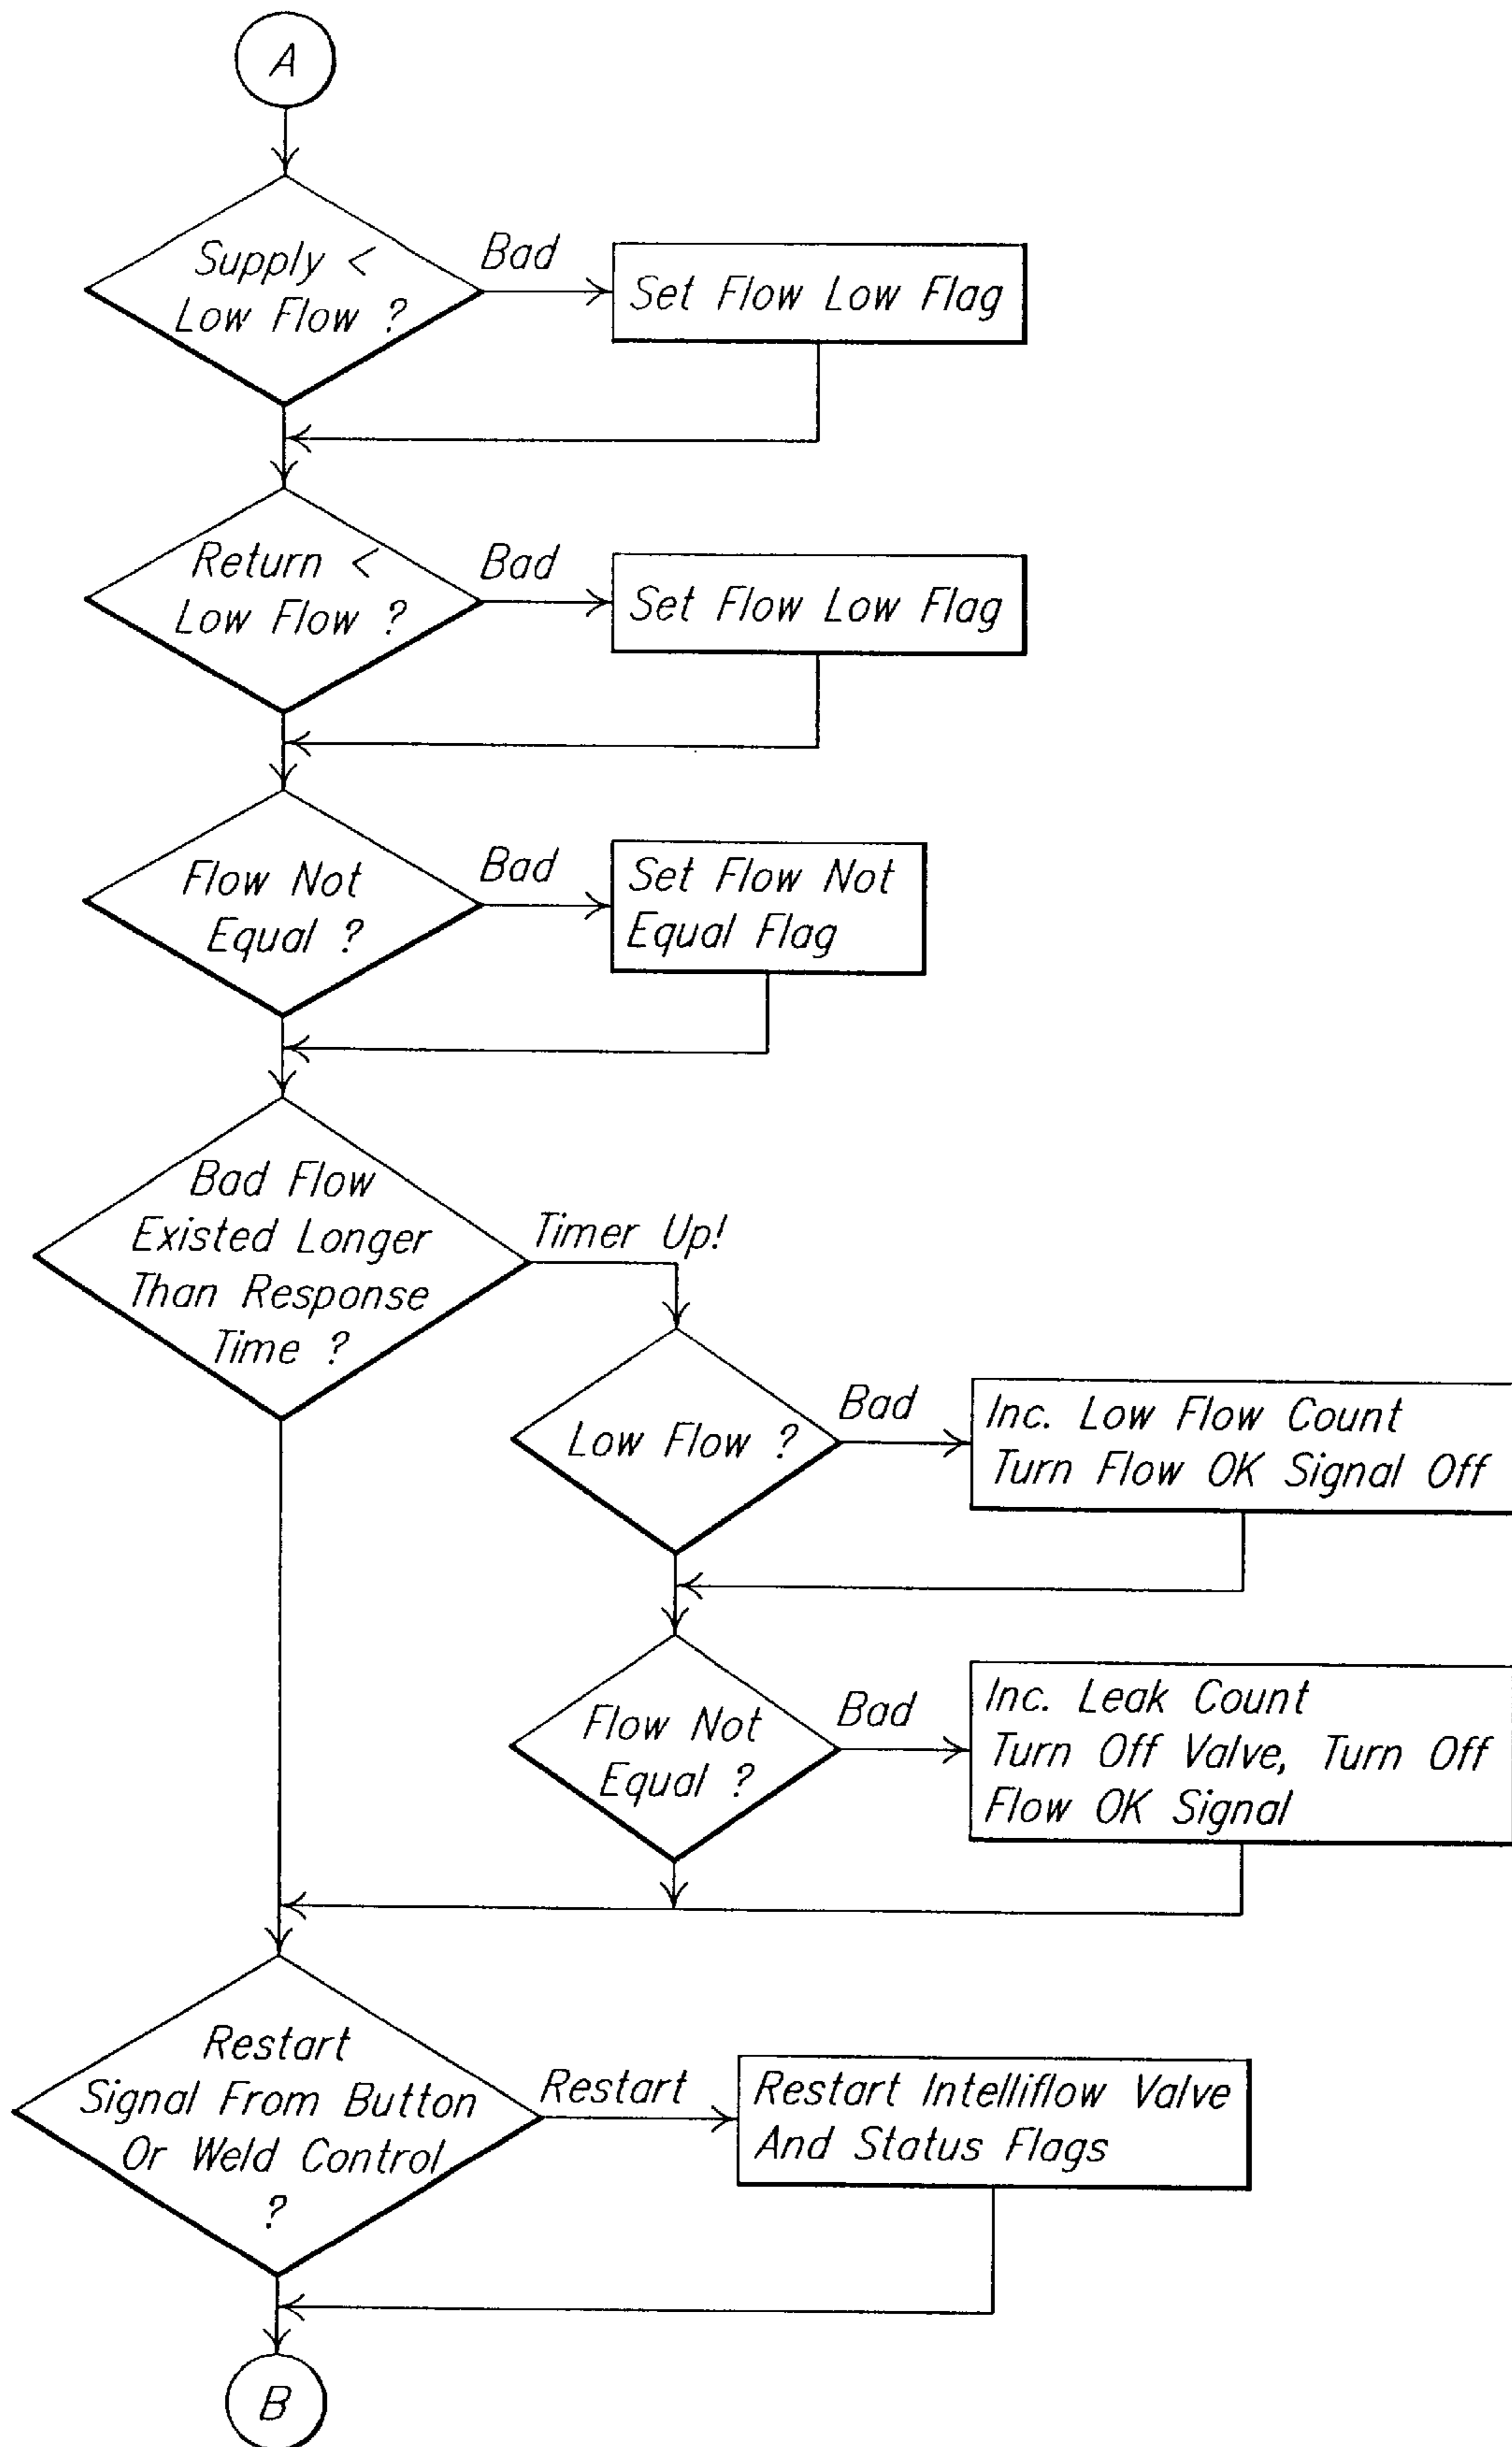 A
Supply <
Low Flow ?
Bad
Set Flow Low Flag
Return <
Low Flow ?
Bad
Set Flow Low Flag
Flow Not
Equal ?
Bad
Set Flow Not
Equal Flag
Bad Flow
Existed Longer
Than Response
Time ?
Timer Up!
Low Flow ?
Bad
Inc. Low Flow Count
Turn Flow OK Signal Off
Flow Not
Equal ?
Bad
Inc. Leak Count
Turn Off Valve, Turn Off
Flow OK Signal
Restart
Signal From Button
Or Weld Control
?
Restart
Restart Intelliflow Valve
And Status Flags
B